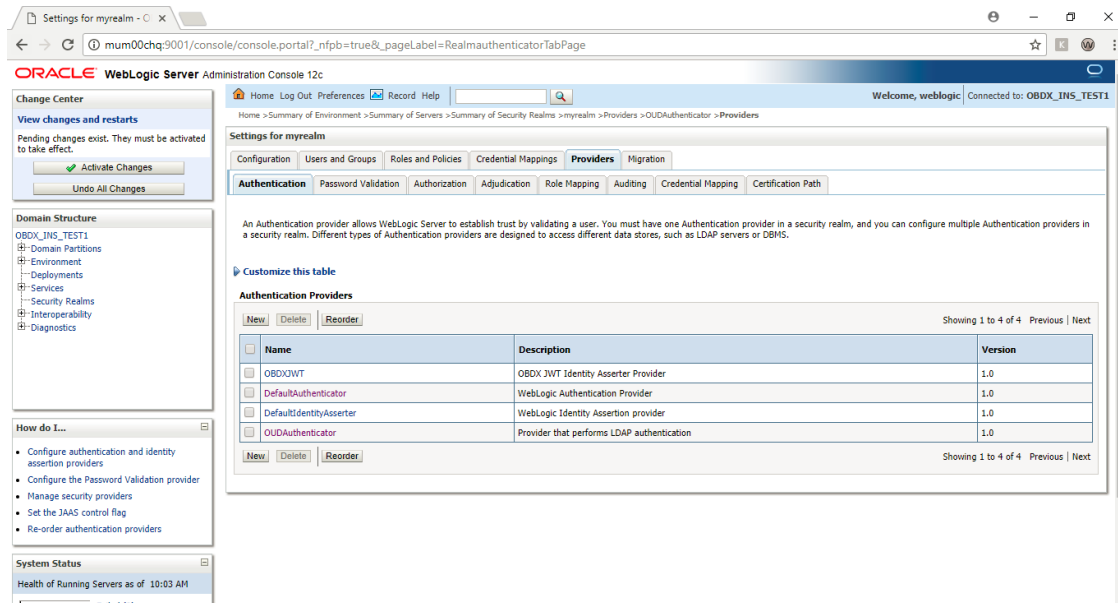 Settings for myrealm - O
mum00chq:9001/console/console.portal?_nfpb=true&_pageLabel=RealmauthenticatorTabPage
K
W
ORACLE WebLogic Server Administration Console 12c
Change Center
View changes and restarts
Pending changes exist. They must be activated
to take effect.
Activate Changes
Undo All Changes
Domain Structure
OBDX_INS_TEST1
Domain Partitions
Environment
Deployments
Services
Security Realms
Interoperability
Diagnostics
How do I...
Configure authentication and identity
assertion providers
Configure the Password Validation provider
Manage security providers
Set the JAAS control flag
Re-order authentication providers
System Status
Health of Running Servers as of 10:03 AM
Home Log Out Preferences Record Help
Welcome, weblogic Connected to: OBDX_INS_TEST1
Home >Summary of Environment >Summary of Servers >Summary of Security Realms >myrealm >Providers >OUDAuthenticator >Providers
Settings for myrealm
Configuration Users and Groups Roles and Policies Credential Mappings Providers Migration
Authentication Password Validation Authorization Adjudication Role Mapping Auditing Credential Mapping Certification Path
An Authentication provider allows WebLogic Server to establish trust by validating a user. You must have one Authentication provider in a security realm, and you can configure multiple Authentication providers in
a security realm. Different types of Authentication providers are designed to access different data stores, such as LDAP servers or DBMS.
Customize this table
Authentication Providers
New Delete Reorder Showing 1 to 4 of 4 Previous | Next
Name Description Version
OBDXJWT OBDX JWT Identity Asserter Provider 1.0
DefaultAuthenticator WebLogic Authentication Provider 1.0
DefaultIdentityAsserter WebLogic Identity Assertion provider 1.0
OUDAuthenticator Provider that performs LDAP authentication 1.0
New Delete Reorder Showing 1 to 4 of 4 Previous | Next